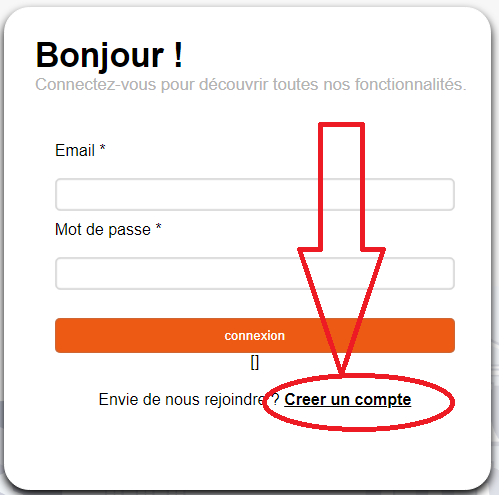 Bonjour !
Connectez-vous pour découvrir toutes nos fonctionnalités.
Email *
Mot de passe *
connexion
[]
Envie de nous rejoindre ? Creer un compte